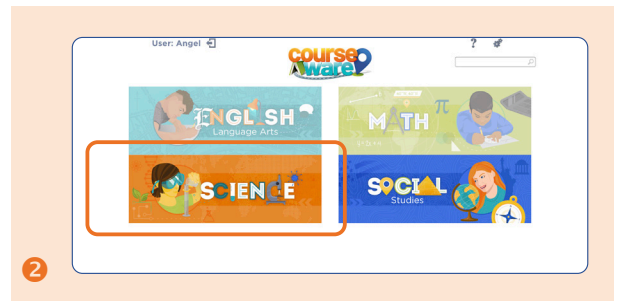 User: Angel
?
COURSE
AWare
ENGLISH
Language Arts
MATH
π
SCIENCE
SOCIAL
Studies
2